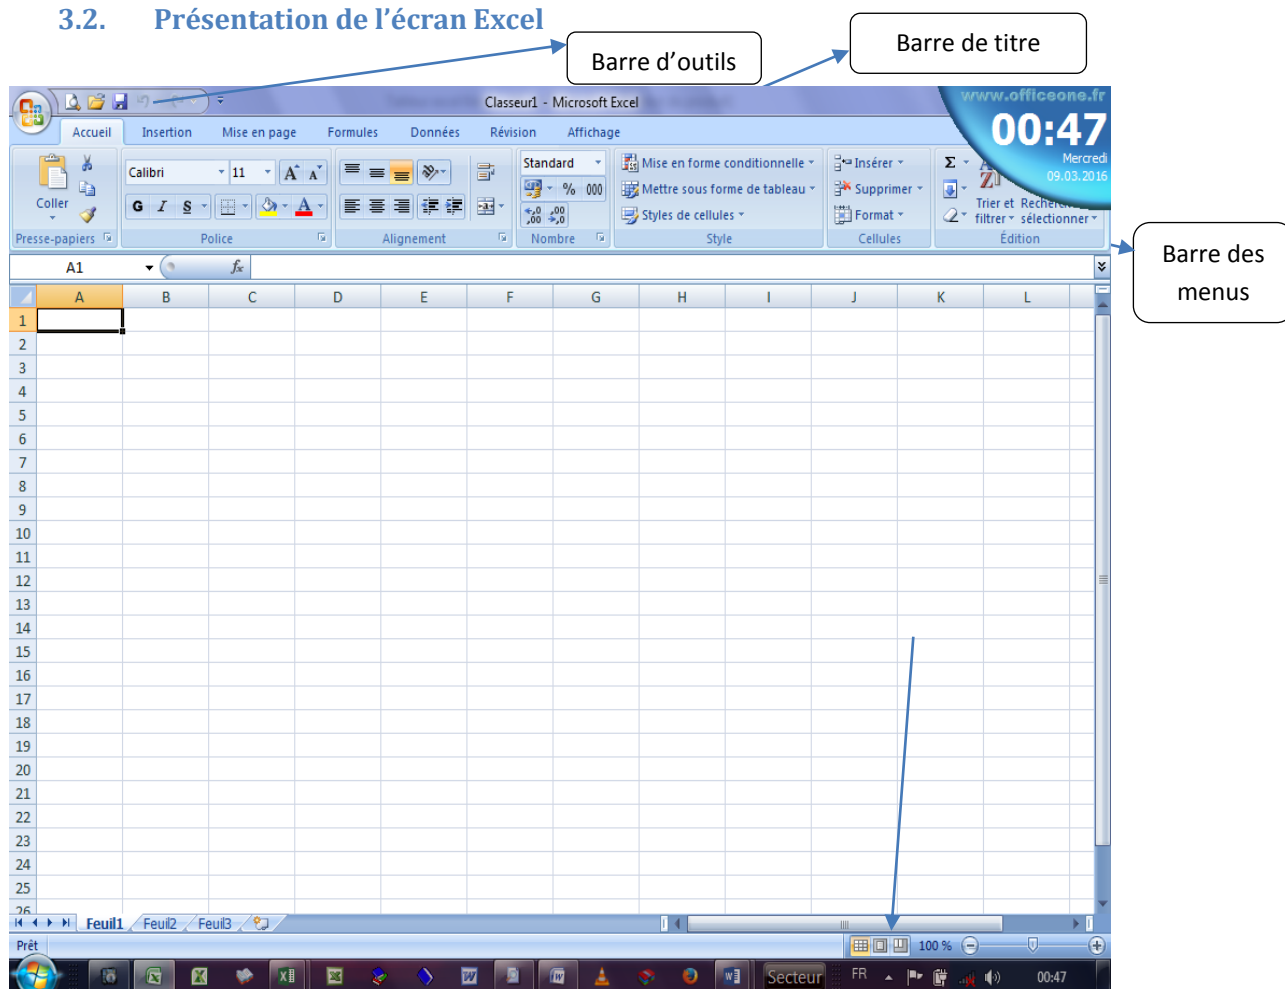 3.2. Présentation de l'écran Excel
Barre d'outils
Barre de titre
Classeur1 - Microsoft Excel
www.officeone.fr
00:47
Mercredi
09.03.2016
Accueil Insertion Mise en page Formules Données Révision Affichage
Calibri 11 Standard Mise en forme conditionnelle Insérer Σ
% 000 Mettre sous forme de tableau Supprimer
Coller G I S A Styles de cellules Format Trier et filtrer sélectionner
Presse-papiers Police Alignement Nombre Style Cellules Édition
Barre des menus
A1 fx
A B C D E F G H I J K L
1
2
3
4
5
6
7
8
9
10
11
12
13
14
15
16
17
18
19
20
21
22
23
24
25
26
Feuil1 Feuil2 Feuil3
Prêt 100 %
Secteur FR 00:47